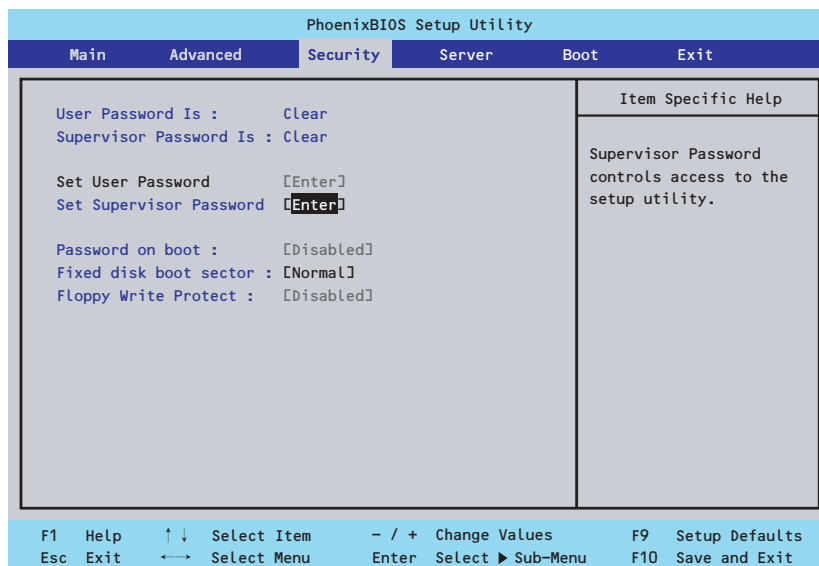 PhoenixBIOS Setup Utility
Main Advanced Security Server Boot Exit
User Password Is : Clear
Supervisor Password Is : Clear
Set User Password [Enter]
Set Supervisor Password [Enter]
Password on boot : [Disabled]
Fixed disk boot sector : [Normal]
Floppy Write Protect : [Disabled]
Item Specific Help
Supervisor Password
controls access to the
setup utility.
F1 Help ↑↓ Select Item - / + Change Values F9 Setup Defaults
Esc Exit ←→ Select Menu Enter Select ▶ Sub-Menu F10 Save and Exit